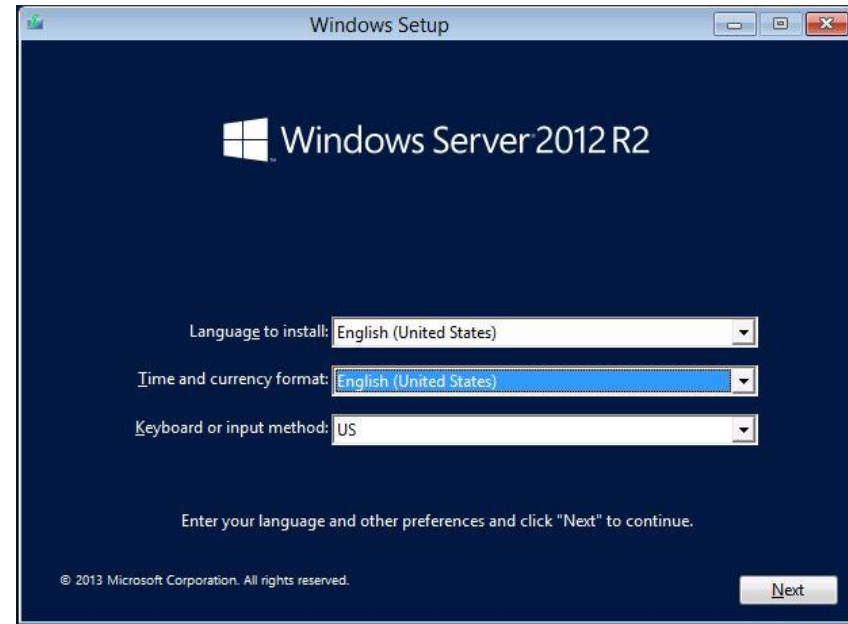 Windows Setup
Windows Server 2012 R2
Language to install: English (United States)
Time and currency format: English (United States)
Keyboard or input method: US
Enter your language and other preferences and click "Next" to continue.
© 2013 Microsoft Corporation. All rights reserved.
Next